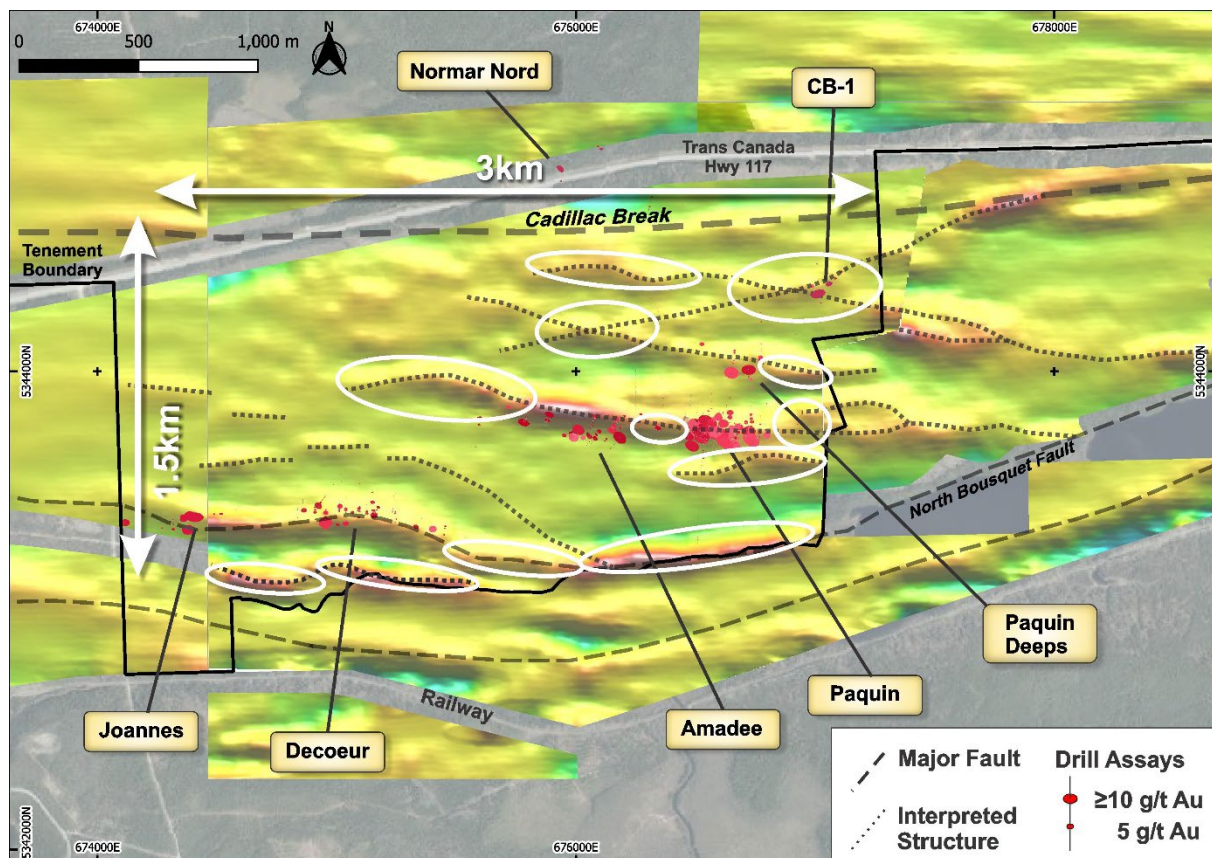 674000E
676000E
678000E
0
500
1,000 m
N
Normar Nord
CB-1
Trans Canada
Hwy 117
3km
Cadillac Break
Tenement
Boundary
5344000N
5344000N
1.5km
North Bousquet Fault
Paquin
Deeps
Paquin
Amadee
Decoeur
Joannes
Railway
Major Fault
Interpreted
Structure
Drill Assays
≥10 g/t Au
5 g/t Au
5342000N
674000E
676000E